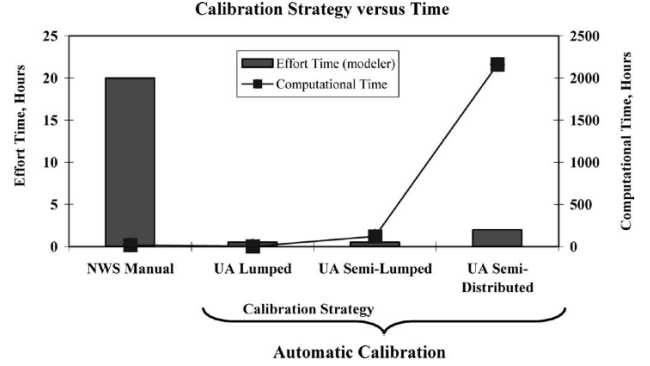 Calibration Strategy versus Time
25
20
15
10
5
0
Effort Time, Hours
Effort Time (modeler)
Computational Time
2500
2000
1500
1000
500
0
Computational Time, Hours
NWS Manual
UA Lumped
UA Semi-Lumped
UA Semi-
Distributed
Calibration Strategy
Automatic Calibration